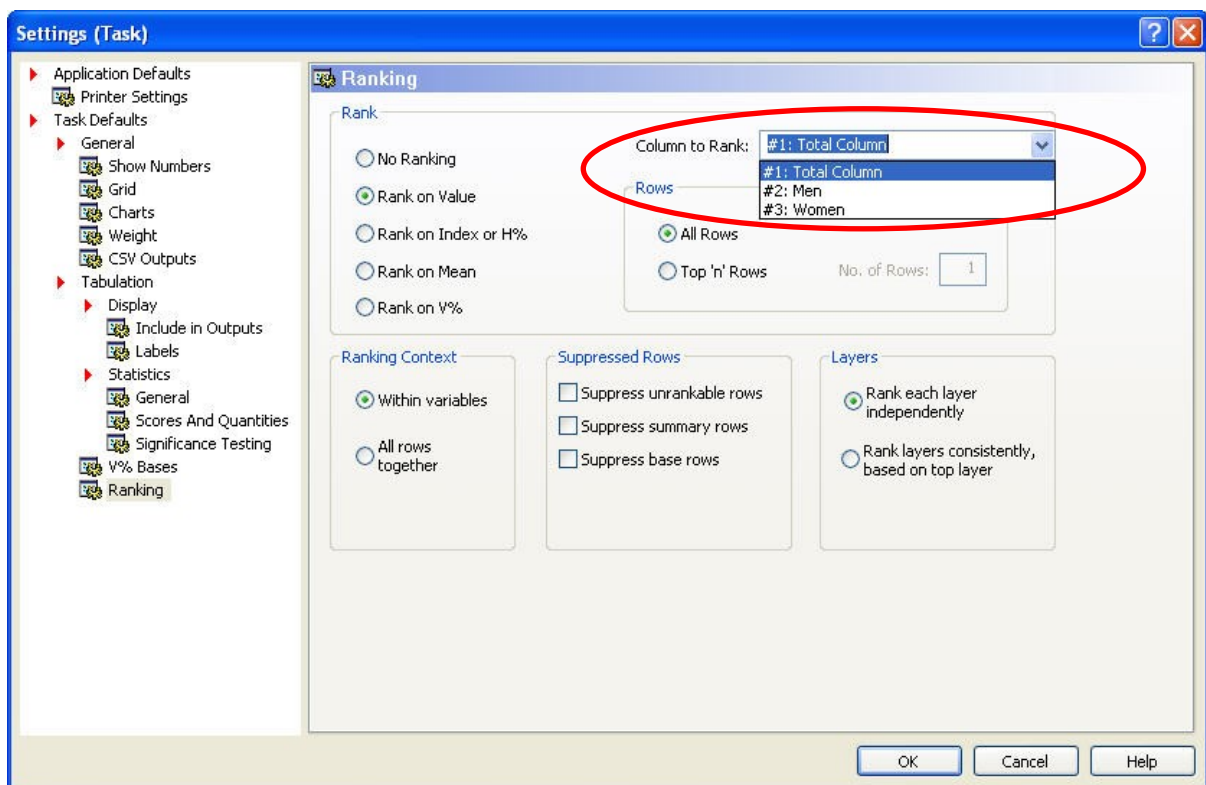 Settings (Task)
Application Defaults
Printer Settings
Task Defaults
General
Show Numbers
Grid
Charts
Weight
CSV Outputs
Tabulation
Display
Include in Outputs
Labels
Statistics
General
Scores And Quantities
Significance Testing
V% Bases
Ranking
Ranking
Rank
No Ranking
Rank on Value
Rank on Index or H%
Rank on Mean
Rank on V%
Column to Rank: #1: Total Column
#1: Total Column
#2: Men
#3: Women
Rows
All Rows
Top 'n' Rows No. of Rows: 1
Ranking Context
Within variables
All rows
together
Suppressed Rows
Suppress unrankable rows
Suppress summary rows
Suppress base rows
Layers
Rank each layer
independently
Rank layers consistently,
based on top layer
OK Cancel Help